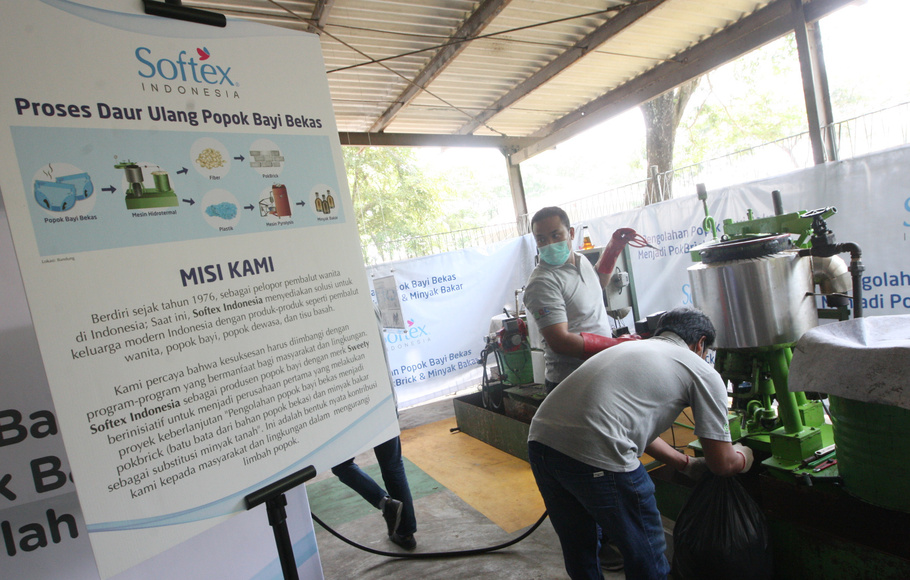 Softex
INDONESIA
Proses Daur Ulang Popok Bayi Bekas
Popok Bayi Bekas
Mesin Hidrotermal
Fiber
Pokbrick
Plastik
Mesin Pyrolysis
Minyak Bakar
MISI KAMI
Berdiri sejak tahun 1976, sebagai pelopor pembalut wanita
di Indonesia; Saat ini, Softex Indonesia menyediakan solusi untuk
keluarga modern Indonesia dengan produk-produk seperti pembalut
wanita, popok bayi, popok dewasa, dan tisu basah.
Kami percaya bahwa kesuksesan harus diimbangi dengan
program-program yang bermanfaat bagi masyarakat dan lingkungan.
Softex Indonesia sebagai produsen popok bayi dengan merk Sweety
berinisiatif untuk menjadi perusahaan pertama yang melakukan
proyek keberlanjutan "Pengolahan popok bayi bekas menjadi
pokbrick (batu bata dari bahan popok bekas) dan minyak bakar
sebagai substitusi minyak tanah". Ini adalah bentuk nyata kontribusi
kami kepada masyarakat dan lingkungan dalam mengurangi
limbah popok.
Ba
k Ba
lah
pok Bayi Bekas
& Minyak Bakar
Softex
INDONESIA
n Popok Bayi Bekas
Brick & Minyak Bakar
Pengolahan Popok
Menjadi PokBri
S
engolahan Popo
enjadi Po